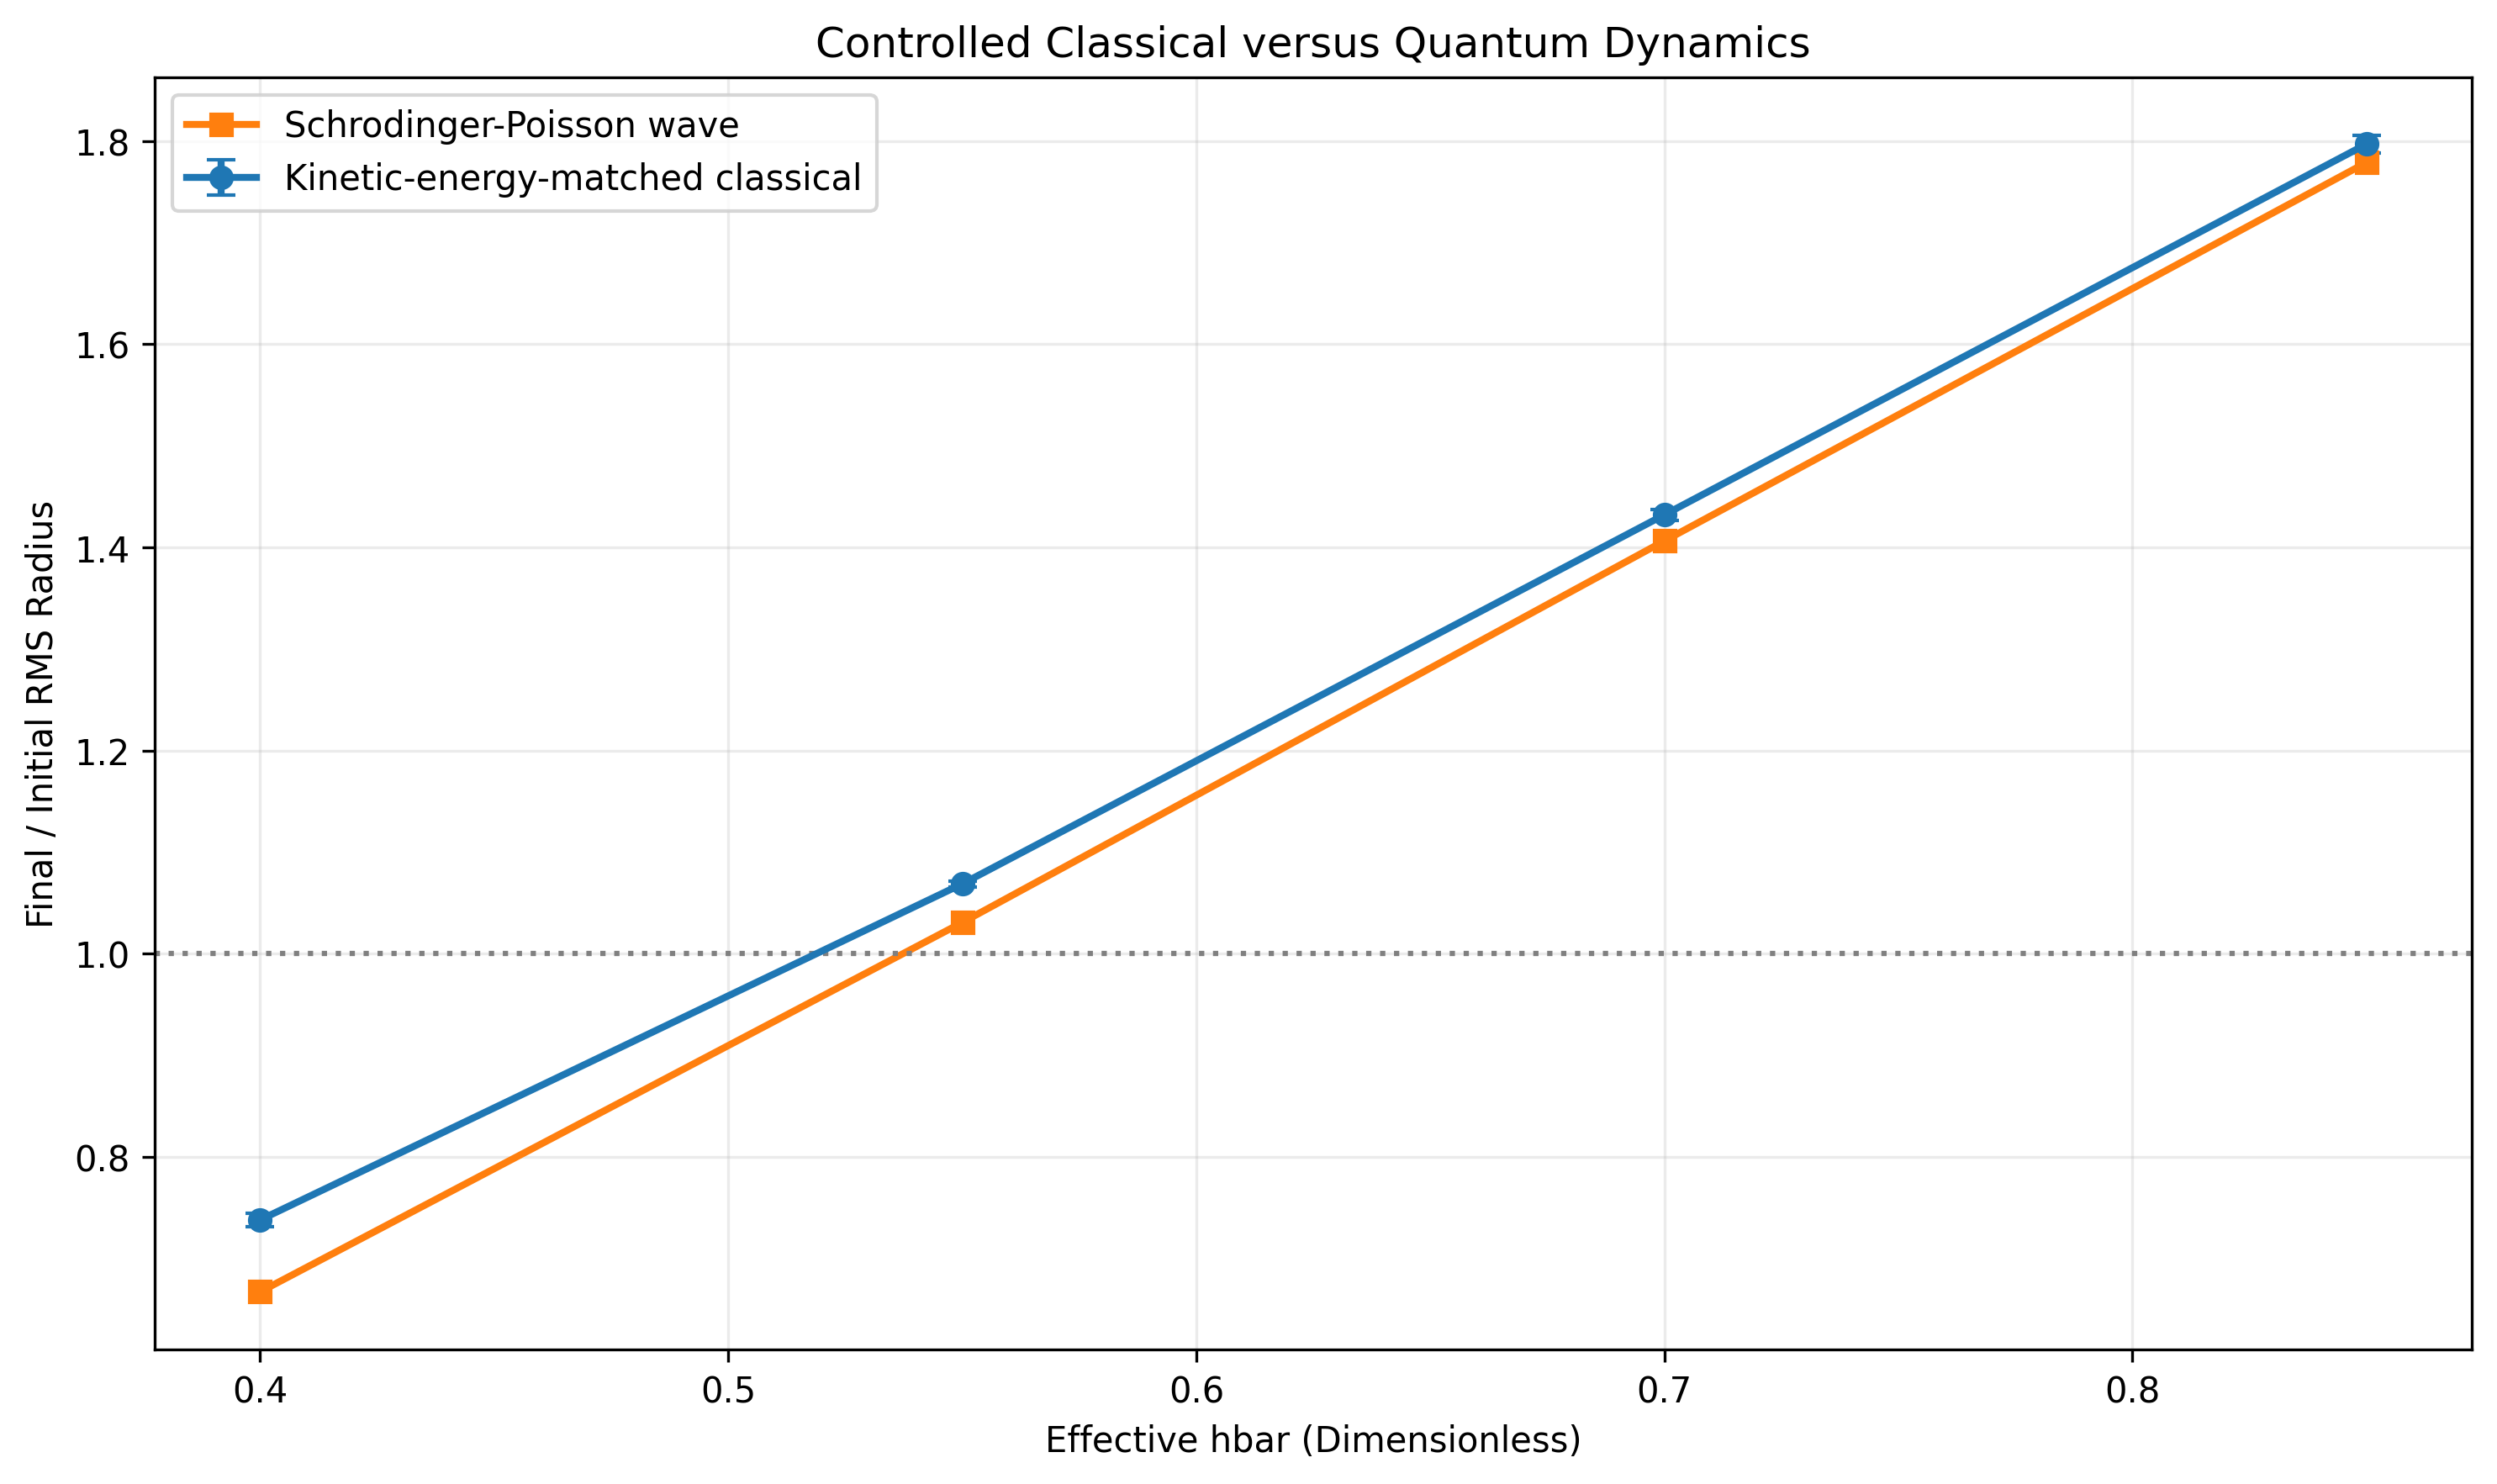 Controlled Classical versus Quantum Dynamics
Schrodinger-Poisson wave
Kinetic-energy-matched classical
Final / Initial RMS Radius
1.8
1.6
1.4
1.2
1.0
0.8
0.4 0.5 0.6 0.7 0.8
Effective hbar (Dimensionless)